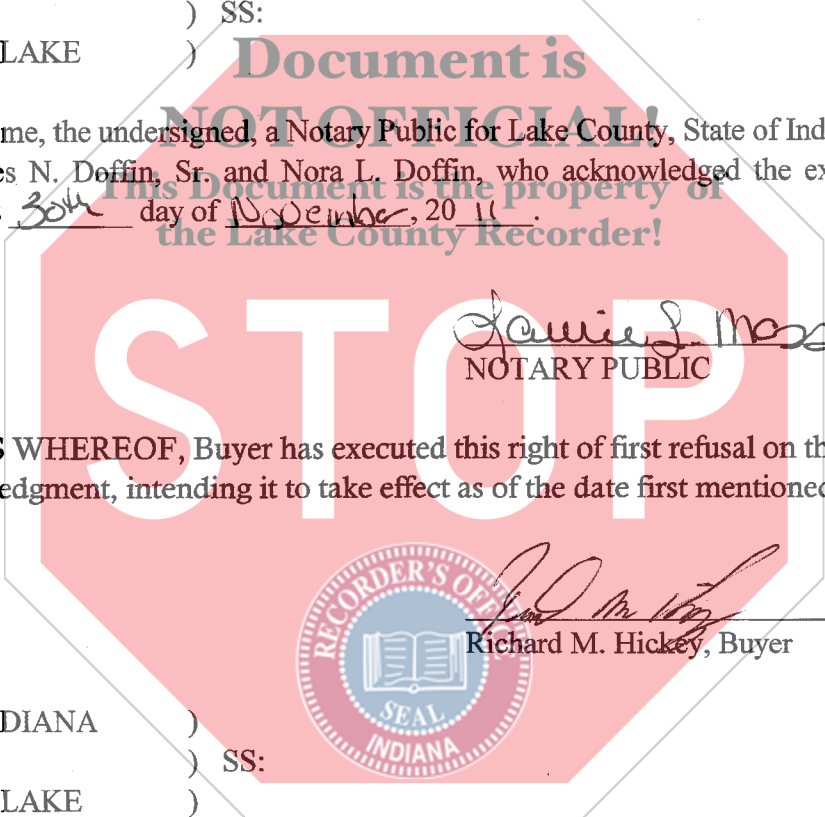 ) SS:
LAKE )
Document is
NOT OFFICIAL!
me, the undersigned, a Notary Public for Lake County, State of Ind
s N. Doffin, Sr. and Nora L. Doffin, who acknowledged the ex
This Document is the property of
30th day of November, 20 11 .
the Lake County Recorder!
STOP
Laurie L. Moss
NOTARY PUBLIC
S WHEREOF, Buyer has executed this right of first refusal on th
edgment, intending it to take effect as of the date first mentioned
RECORDER'S OFFICE
SEAL
INDIANA
Richard M. Hickey, Buyer
DIANA )
) SS:
LAKE )